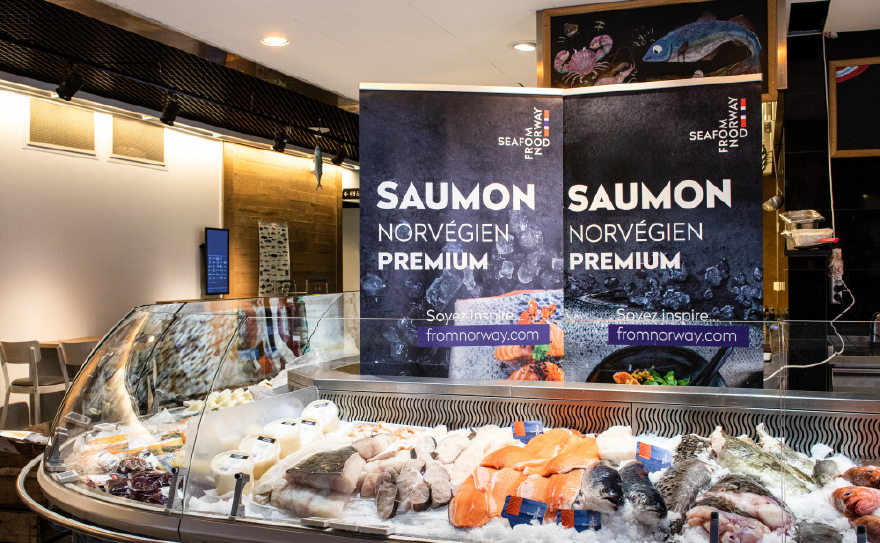 SEAFOOD
FROM
NORWAY
SAUMON
NORVÉGIEN
PREMIUM
Soyez inspiré...
fromnorway.com
SEAFOOD
FROM
NORWAY
SAUMON
NORVÉGIEN
PREMIUM
Soyez inspiré...
fromnorway.com